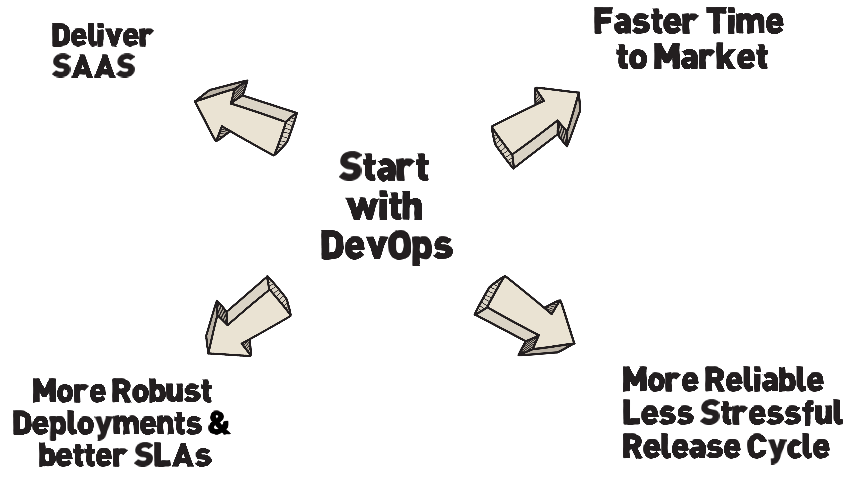 Deliver
SAAS
Faster Time
to Market
Start
with
DevOps
More Robust
Deployments &
better SLAs
More Reliable
Less Stressful
Release Cycle